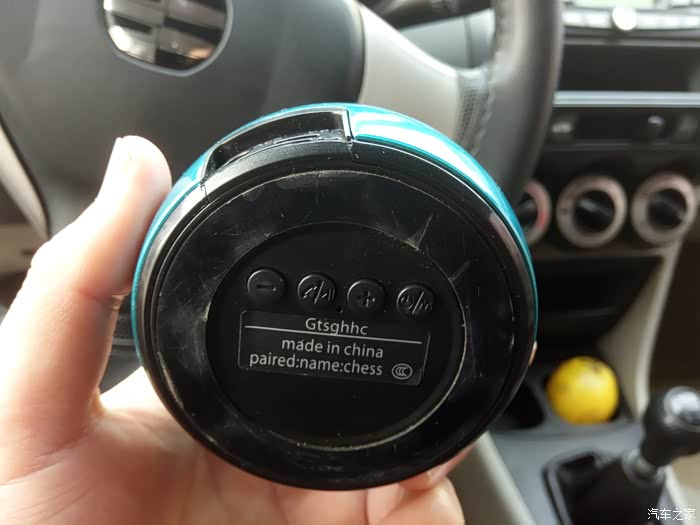 Gtsghhc
made in china
paired:name:chess
汽车之家